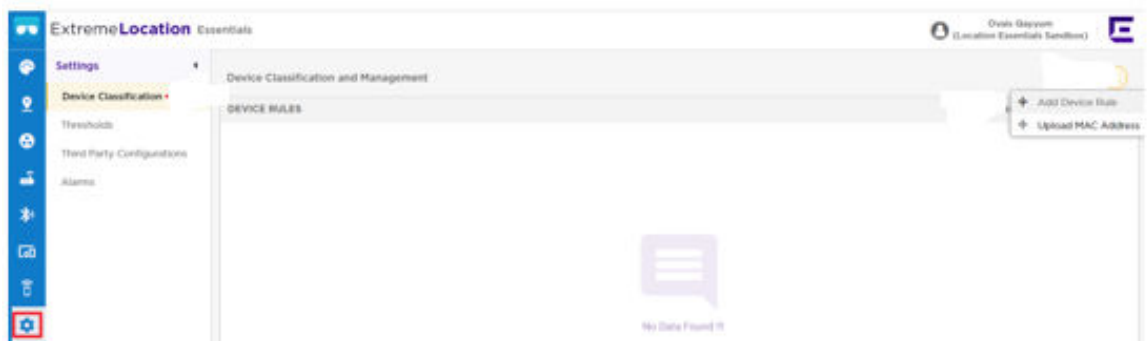 ExtremeLocation Essentials
Ovais Qayyum
(Location Essentials Sandbox)
Settings
Device Classification and Management
Device Classification
DEVICE RULES
Add Device Rule
Thresholds
Upload MAC Address
Third Party Configurations
Alarms
No Data Found !!!